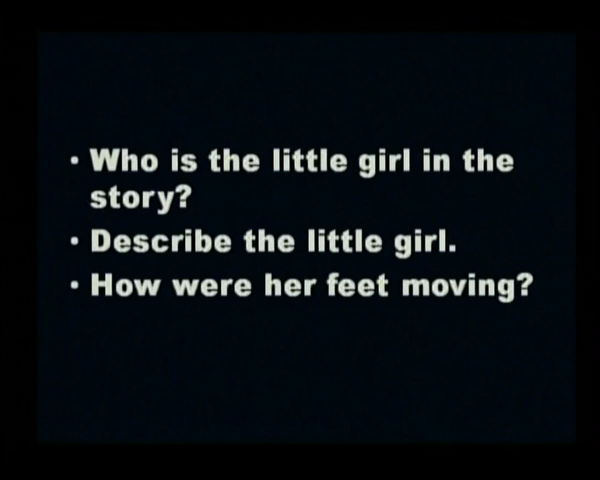 • Who is the little girl in the
story?
• Describe the little girl.
• How were her feet moving?